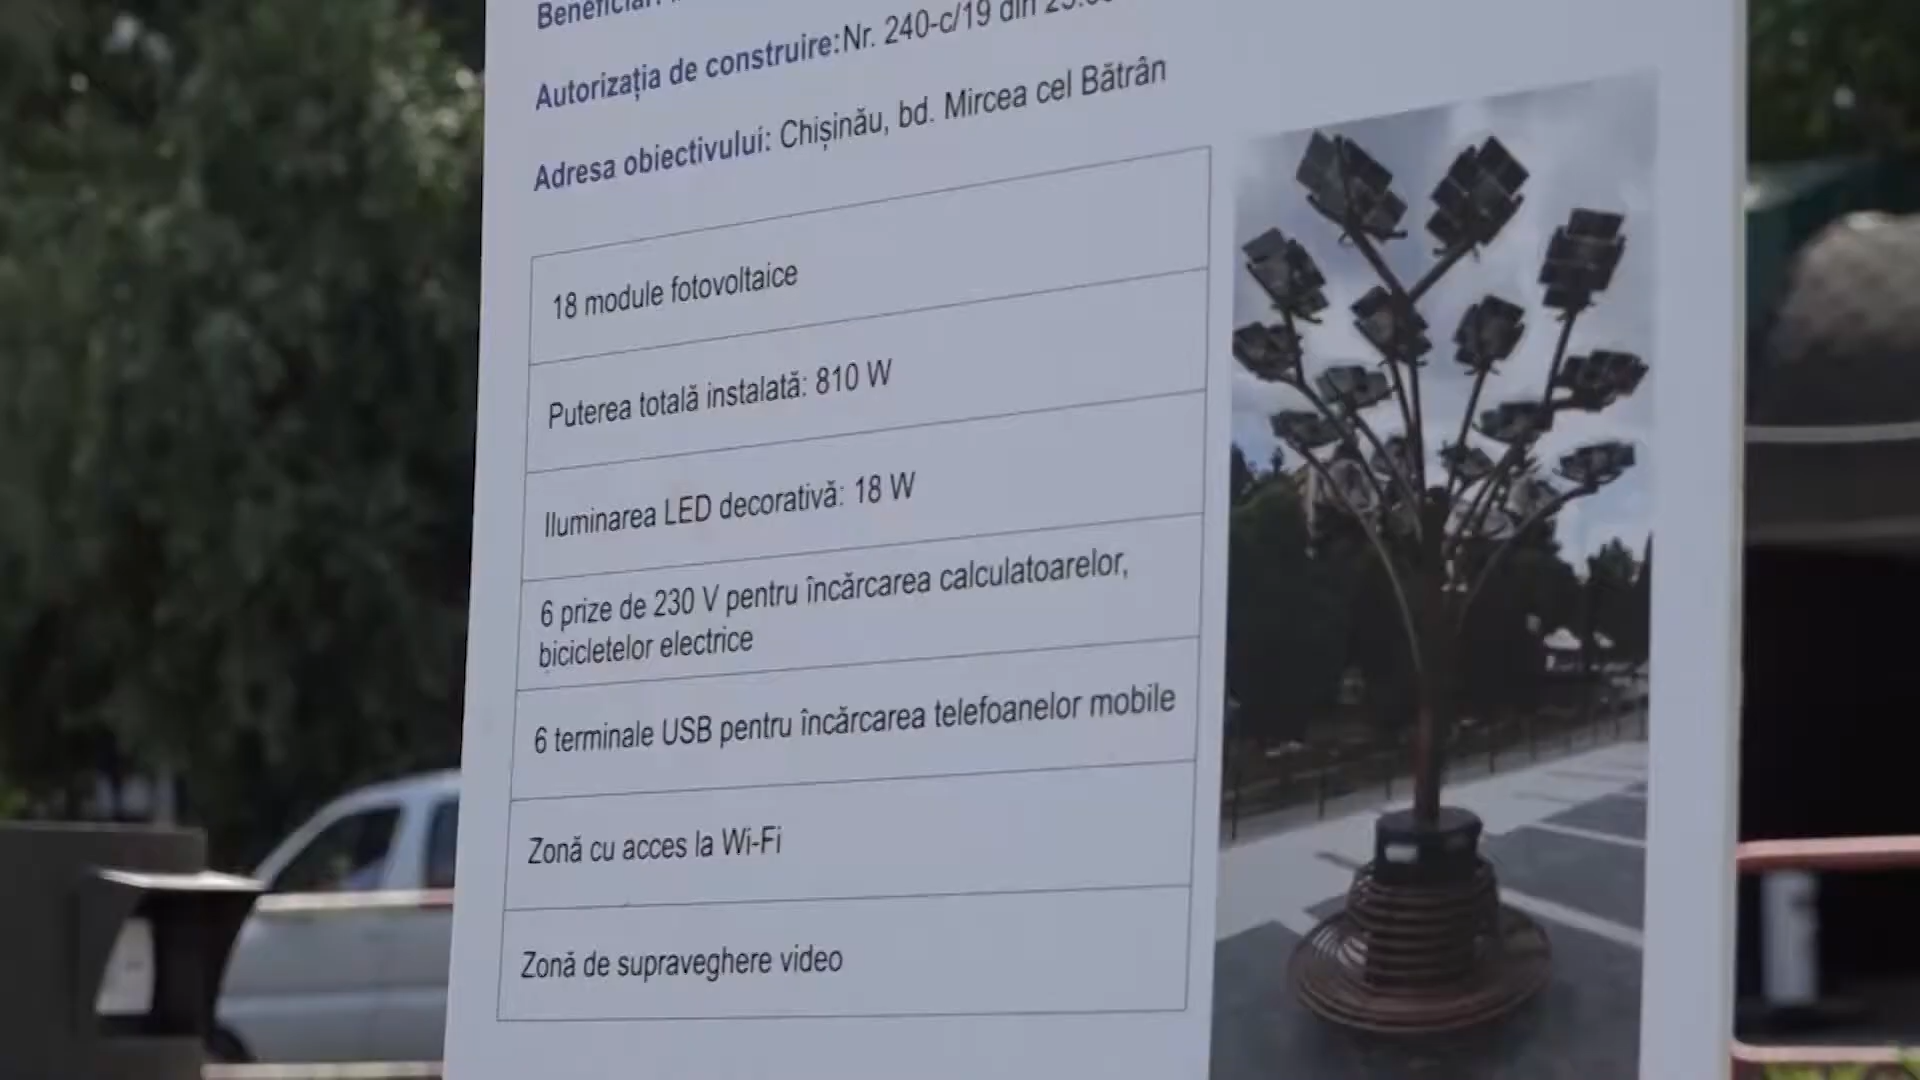 Beneficiar:
Autorizația de construire:Nr. 240-c/19 din
Adresa obiectivului: Chișinău, bd. Mircea cel Bătrân
18 module fotovoltaice
Puterea totală instalată: 810 W
Iluminarea LED decorativă: 18 W
6 prize de 230 V pentru încărcarea calculatoarelor,
bicicletelor electrice
6 terminale USB pentru încărcarea telefoanelor mobile
Zonă cu acces la Wi-Fi
Zonă de supraveghere video